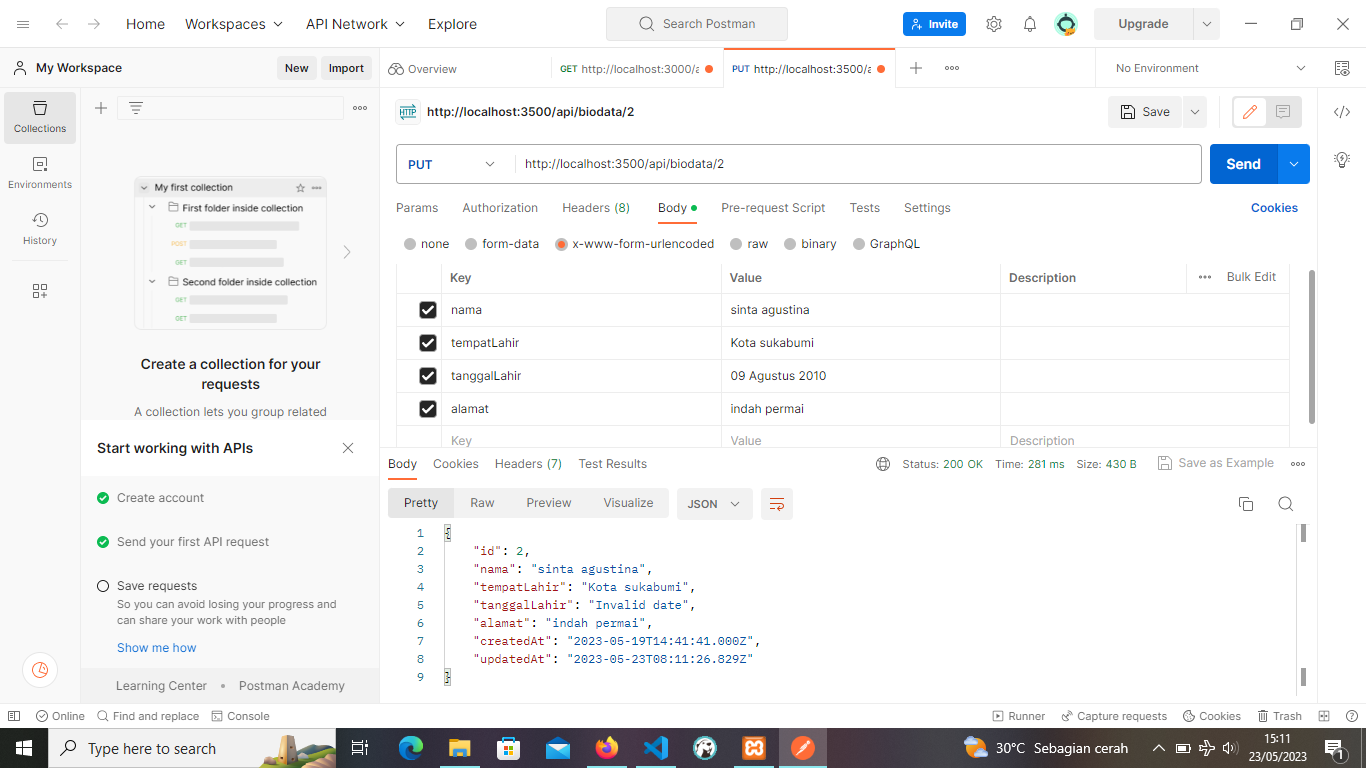 Home Workspaces API Network Explore Search Postman Invite Upgrade
My Workspace New Import Overview GET http://localhost:3000/a PUT http://localhost:3500/a No Environment
Collections
Environments
History
My first collection
First folder inside collection
GET
POST
GET
Second folder inside collection
GET
GET
Create a collection for your
requests
A collection lets you group related
Start working with APIs
Create account
Send your first API request
Save requests
So you can avoid losing your progress and
can share your work with people
Show me how
Learning Center • Postman Academy
HTTP http://localhost:3500/api/biodata/2 Save
PUT http://localhost:3500/api/biodata/2 Send
Params Authorization Headers (8) Body Pre-request Script Tests Settings Cookies
none form-data x-www-form-urlencoded raw binary GraphQL
Key Value Description Bulk Edit
nama sinta agustina
tempatLahir Kota sukabumi
tanggalLahir 09 Agustus 2010
alamat indah permai
Key Value Description
Body Cookies Headers (7) Test Results Status: 200 OK Time: 281 ms Size: 430 B Save as Example
Pretty Raw Preview Visualize JSON
1 {
2 "id": 2,
3 "nama": "sinta agustina",
4 "tempatLahir": "Kota sukabumi",
5 "tanggalLahir": "Invalid date",
6 "alamat": "indah permai",
7 "createdAt": "2023-05-19T14:41:41.000Z",
8 "updatedAt": "2023-05-23T08:11:26.829Z"
9 }
Online Find and replace Console Runner Capture requests Cookies Trash
Type here to search 30°C Sebagian cerah 15:11
23/05/2023 1